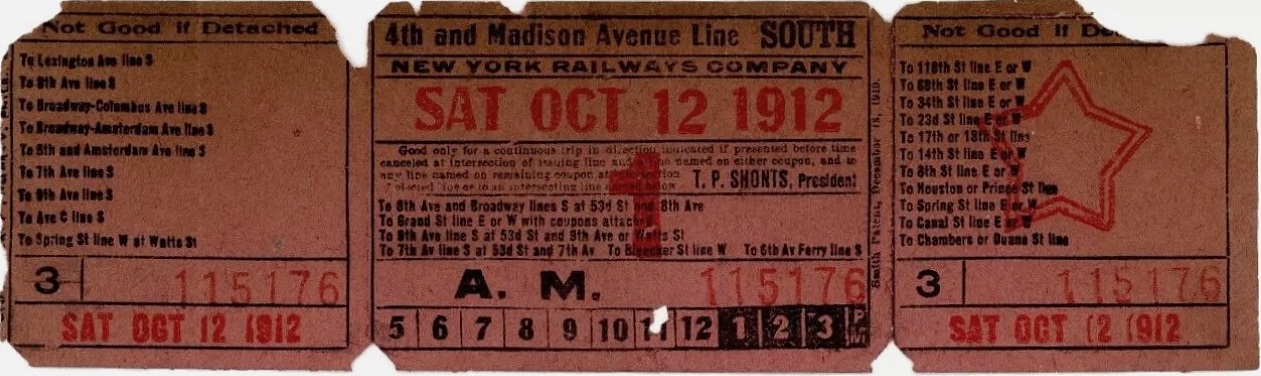 Not Good if Detached
To Lexington Ave line S
To 8th Ave line S
To Broadway-Columbus Ave line S
To Broadway-Amsterdam Ave line S
To 6th and Amsterdam Ave line S
To 7th Ave line S
To 9th Ave line S
To Ave C line S
To Spring St line W at Watts St
3 115176
SAT OCT 12 1912
4th and Madison Avenue Line SOUTH
NEW YORK RAILWAYS COMPANY
SAT OCT 12 1912
Good only for a continuous trip in direction indicated if presented before time
canceled at intersection of issuing line and a line named on either coupon, and to
any line named on remaining coupon at intersection
T. P. SHONTS, President
1
To 6th Ave and Broadway lines S at 53d St and 8th Ave
To Grand St line E or W with coupons attached
To 9th Ave line S at 53d St and 9th Ave or Watts St
To 7th Av line S at 53d St and 7th Av To Bleecker St line W To 6th Av Ferry line S
A. M. 115176
5 6 7 8 9 10 11 12 1 2 3 P M
Smith Patent, December 13, 1910.
Not Good if
To 116th St line E or W
To 86th St line E or W
To 34th St line E or W
To 23d St line E or W
To 17th or 18th St line
To 14th St line E or W
To 8th St line E or W
To Houston or Prince St line
To Spring St line E or W
To Canal St line E or W
To Chambers or Duane St line
3 115176
SAT OCT 12 1912